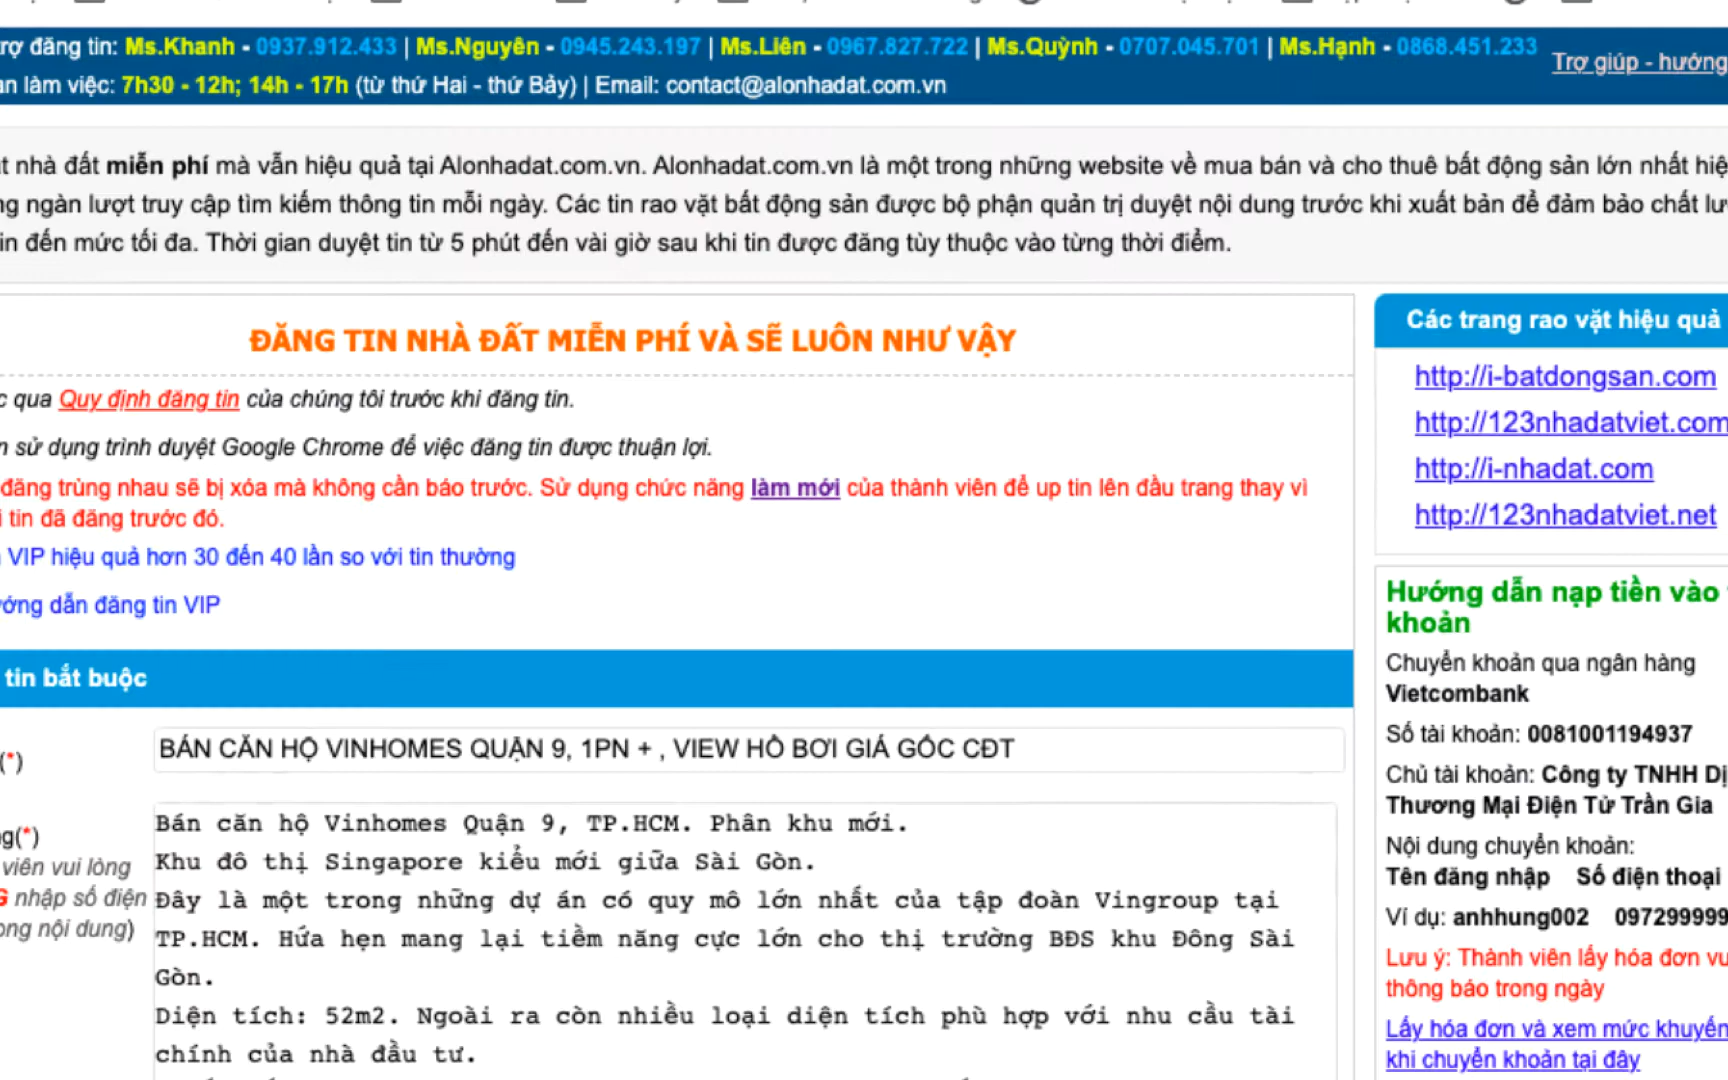 rợ đăng tin: Ms.Khanh - 0937.912.433 | Ms.Nguyên - 0945.243.197 | Ms.Liên - 0967.827.722 | Ms.Quỳnh - 0707.045.701 | Ms.Hạnh - 0868.451.233
Trợ giúp - hướng
an làm việc: 7h30 - 12h; 14h - 17h (từ thứ Hai - thứ Bảy) | Email: contact@alonhadat.com.vn
t nhà đất miễn phí mà vẫn hiệu quả tại Alonhadat.com.vn. Alonhadat.com.vn là một trong những website về mua bán và cho thuê bất động sản lớn nhất hiệ
ng ngàn lượt truy cập tìm kiếm thông tin mỗi ngày. Các tin rao vặt bất động sản được bộ phận quản trị duyệt nội dung trước khi xuất bản để đảm bảo chất lư
in đến mức tối đa. Thời gian duyệt tin từ 5 phút đến vài giờ sau khi tin được đăng tùy thuộc vào từng thời điểm.
ĐĂNG TIN NHÀ ĐẤT MIỄN PHÍ VÀ SẼ LUÔN NHƯ VẬY
c qua Quy định đăng tin của chúng tôi trước khi đăng tin.
n sử dụng trình duyệt Google Chrome để việc đăng tin được thuận lợi.
đăng trùng nhau sẽ bị xóa mà không cần báo trước. Sử dụng chức năng làm mới của thành viên để up tin lên đầu trang thay vì
i tin đã đăng trước đó.
VIP hiệu quả hơn 30 đến 40 lần so với tin thường
ướng dẫn đăng tin VIP
tin bắt buộc
(*)
BÁN CĂN HỘ VINHOMES QUẬN 9, 1PN + , VIEW HỒ BƠI GIÁ GỐC CĐT
g(*)
viên vui lòng
G nhập số điện
ong nội dung)
Bán căn hộ Vinhomes Quận 9, TP.HCM. Phân khu mới.
Khu đô thị Singapore kiểu mới giữa Sài Gòn.
Đây là một trong những dự án có quy mô lớn nhất của tập đoàn Vingroup tại
TP.HCM. Hứa hẹn mang lại tiềm năng cực lớn cho thị trường BĐS khu Đông Sài
Gòn.
Diện tích: 52m2. Ngoài ra còn nhiều loại diện tích phù hợp với nhu cầu tài
chính của nhà đầu tư.
Các trang rao vặt hiệu quả
http://i-batdongsan.com
http://123nhadatviet.com
http://i-nhadat.com
http://123nhadatviet.net
Hướng dẫn nạp tiền vào
khoản
Chuyển khoản qua ngân hàng
Vietcombank
Số tài khoản: 0081001194937
Chủ tài khoản: Công ty TNHH Dị
Thương Mại Điện Tử Trần Gia
Nội dung chuyển khoản:
Tên đăng nhập Số điện thoại
Ví dụ: anhhung002 097299999
Lưu ý: Thành viên lấy hóa đơn vu
thông báo trong ngày
Lấy hóa đơn và xem mức khuyến
khi chuyển khoản tại đây